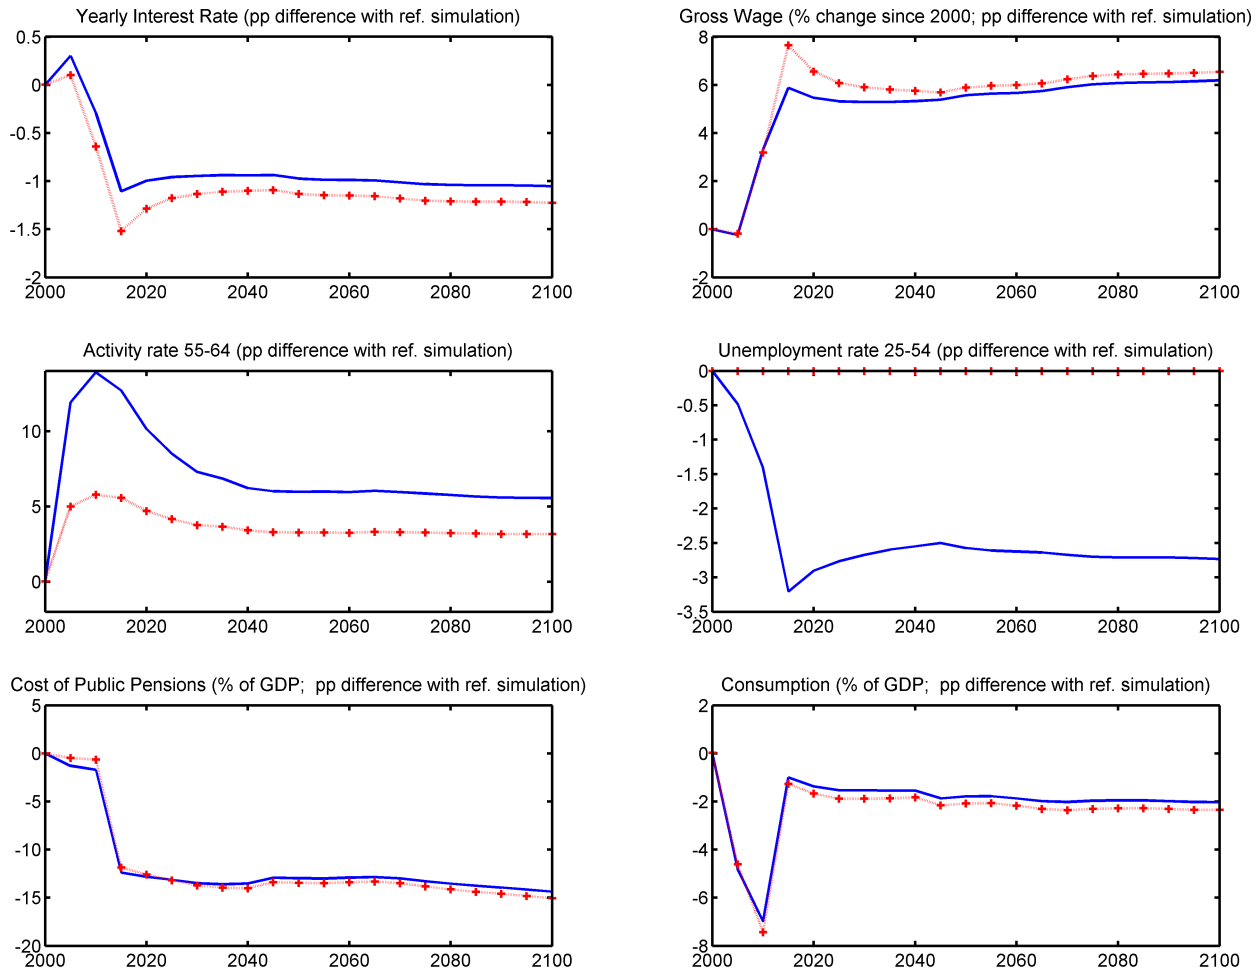 Yearly Interest Rate (pp difference with ref. simulation)
0.5
0
-0.5
-1
-1.5
-2
2000 2020 2040 2060 2080 2100
Gross Wage (% change since 2000; pp difference with ref. simulation)
8
6
4
2
0
-2
2000 2020 2040 2060 2080 2100
Activity rate 55-64 (pp difference with ref. simulation)
10
5
0
2000 2020 2040 2060 2080 2100
Unemployment rate 25-54 (pp difference with ref. simulation)
0
-0.5
-1
-1.5
-2
-2.5
-3
-3.5
2000 2020 2040 2060 2080 2100
Cost of Public Pensions (% of GDP;  pp difference with ref. simulation)
5
0
-5
-10
-15
-20
2000 2020 2040 2060 2080 2100
Consumption (% of GDP;  pp difference with ref. simulation)
2
0
-2
-4
-6
-8
2000 2020 2040 2060 2080 2100